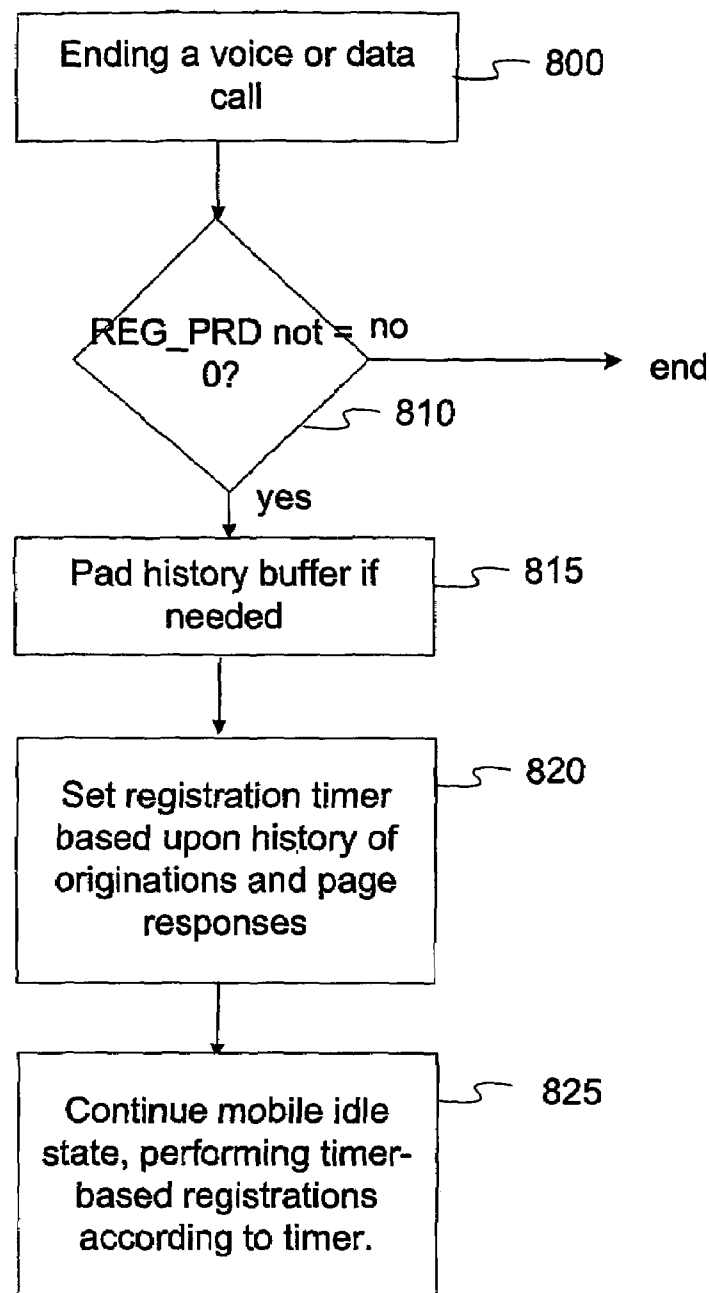 Ending a voice or data
call
800
REG_PRD not =
0?
no
end
810
yes
Pad history buffer if
needed
815
Set registration timer
based upon history of
originations and page
responses
820
Continue mobile idle
state, performing timer-
based registrations
according to timer.
825